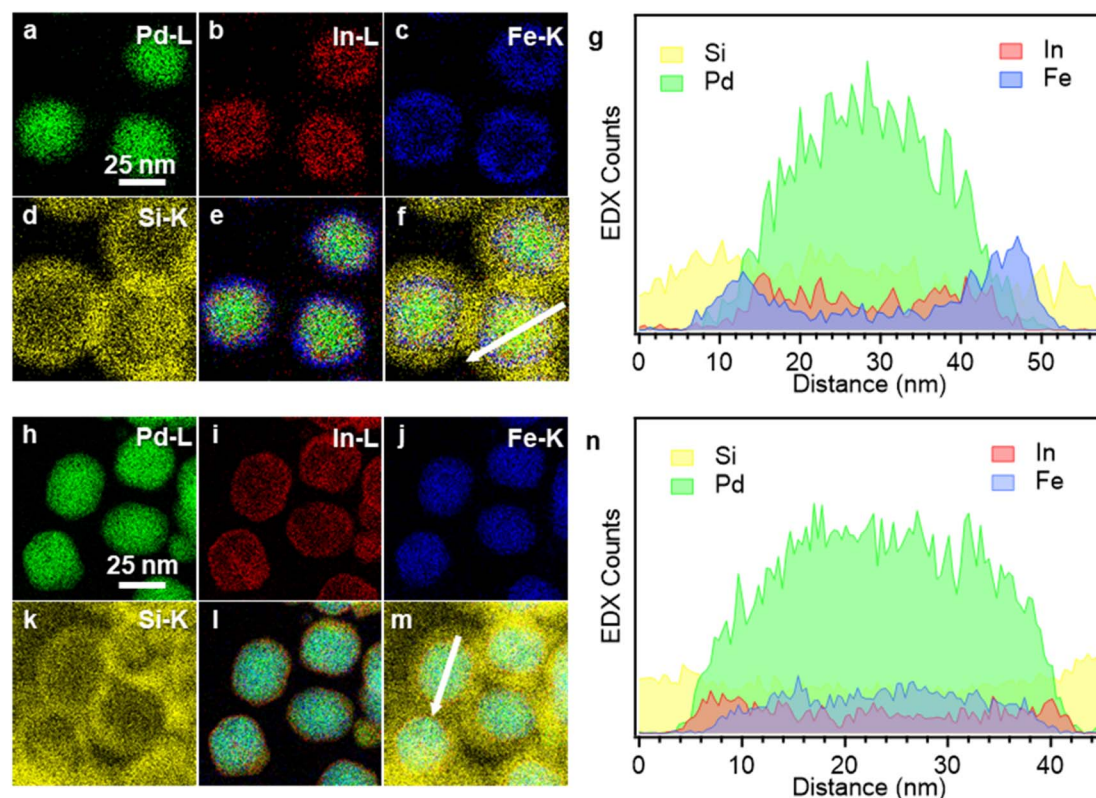 a Pd-L b In-L c Fe-K
25 nm
d Si-K e f
g
Si In
Pd Fe
EDX Counts
0 10 20 30 40 50
Distance (nm)
h Pd-L i In-L j Fe-K
25 nm
k Si-K l m
n
Si In
Pd Fe
EDX Counts
0 10 20 30 40
Distance (nm)